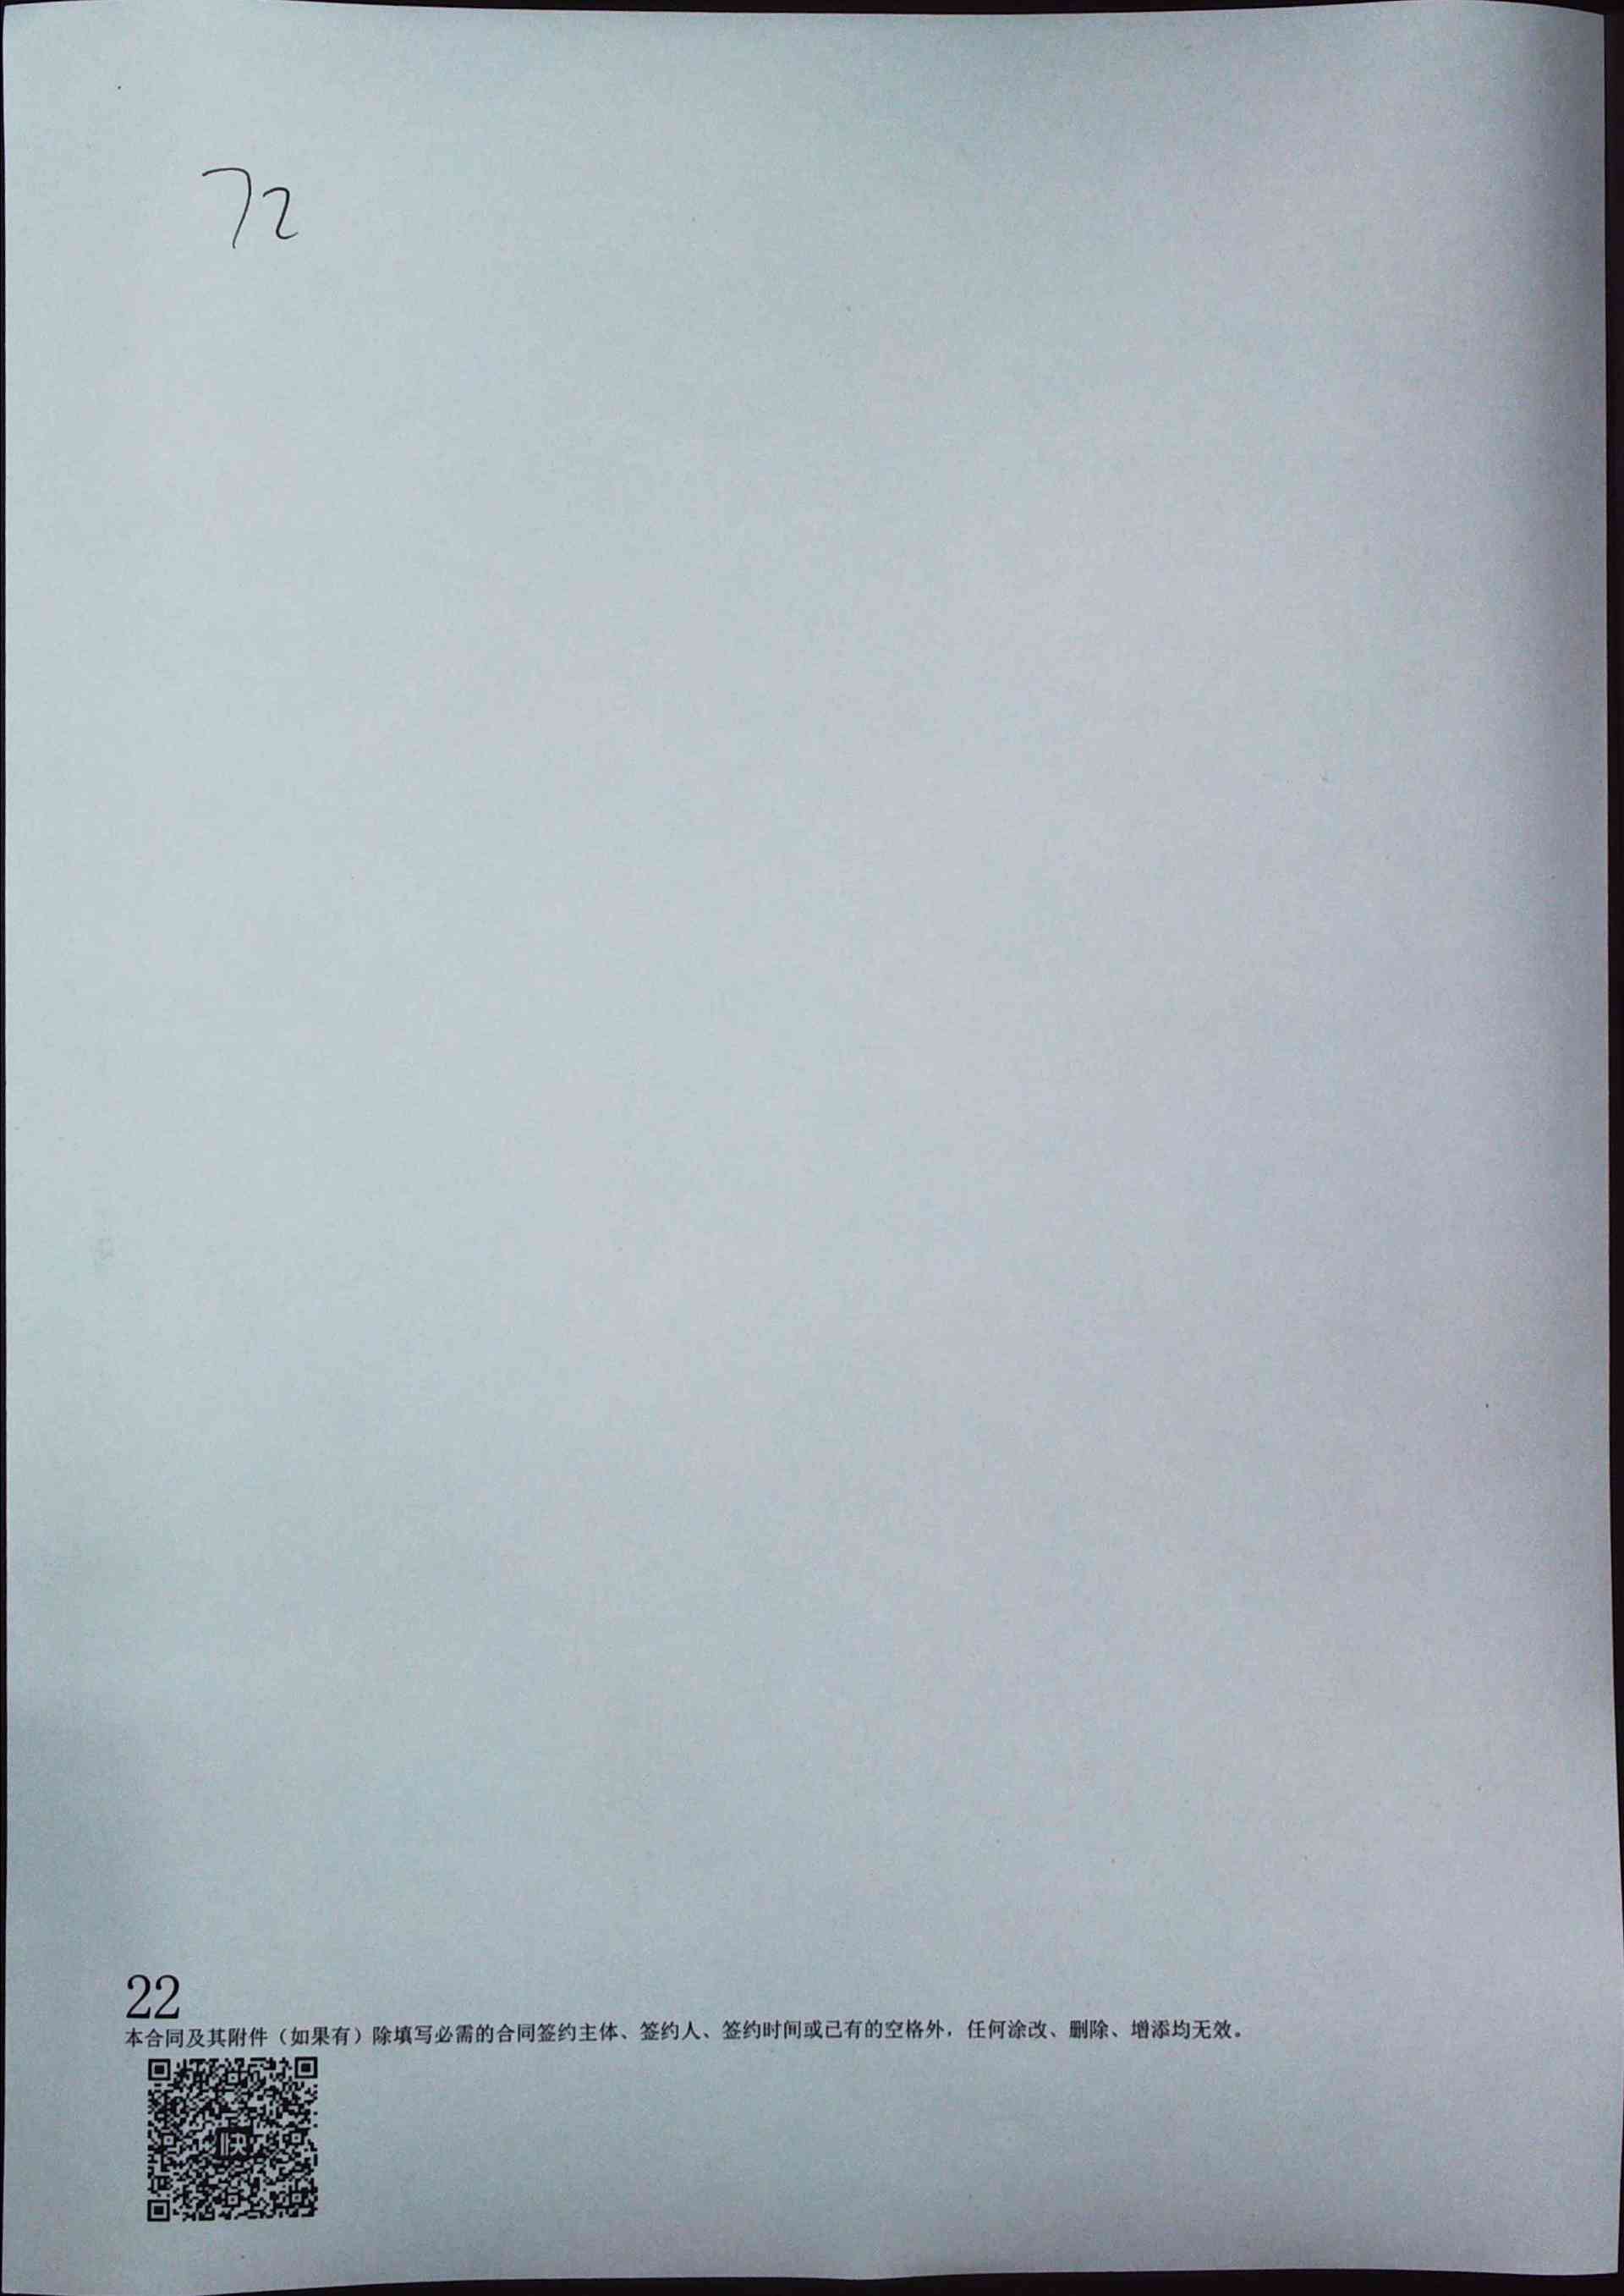 72
22
本合同及其附件（如果有）除填写必需的合同签约主体、签约人、签约时间或已有的空格外，任何涂改、删除、增添均无效。
快